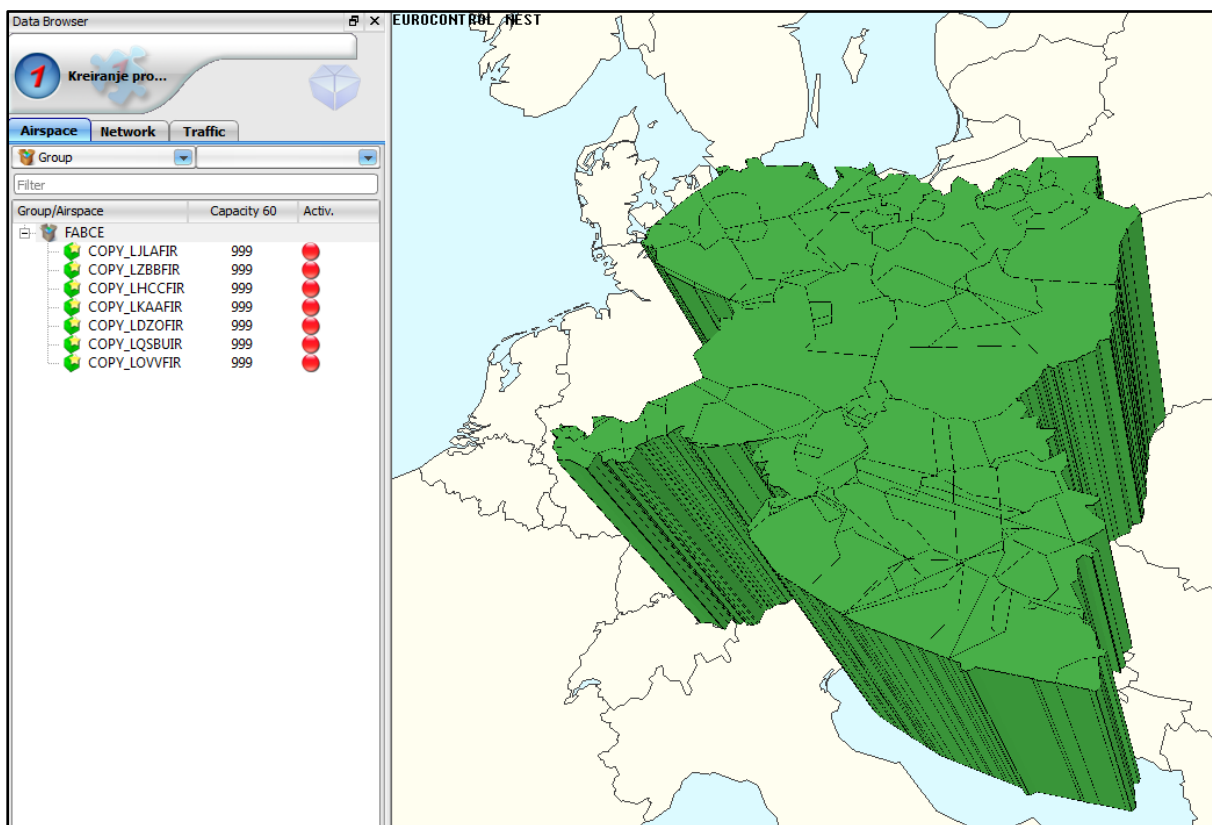 Data Browser
EUROCONTROL NEST
1 Kreiranje pro...
Airspace Network Traffic
Group
Filter
Group/Airspace Capacity 60 Activ.
FABCE
COPY_LJLAFIR 999
COPY_LZBBFIR 999
COPY_LHCCFIR 999
COPY_LKAAFIR 999
COPY_LDZOFIR 999
COPY_LQSBUIR 999
COPY_LOVVFIR 999